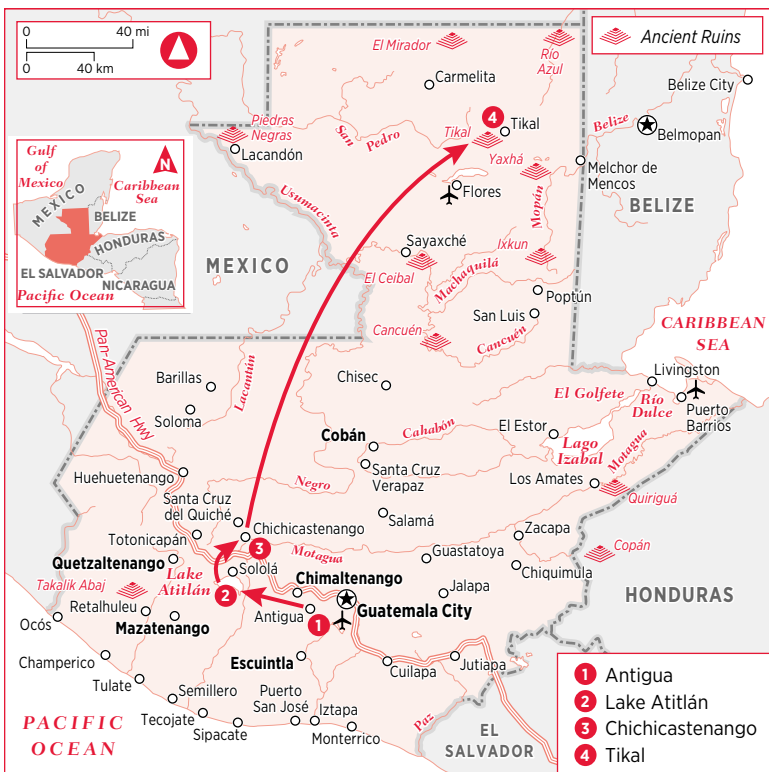 0 40 mi
0 40 km
Ancient Ruins
El Mirador
Río
Azul
Carmelita
Belize City
Piedras
Negras
Lacandón
San
Pedro
4
Tikal
Tikal
Yaxhá
Belize
Belmopan
Melchor de
Mencos
Gulf
of
Mexico
N
Caribbean
Sea
MEXICO
BELIZE
HONDURAS
EL SALVADOR
NICARAGUA
Pacific Ocean
Usumacinta
Flores
Mopán
BELIZE
MEXICO
Sayaxché
El Ceibal
Ixkun
Machaquilá
Poptún
San Luis
Cancuén
Cancuén
CARIBBEAN
SEA
Pan-American Hwy
Barillas
Soloma
Lacantún
Chisec
Livingston
El Golfete
Río
Dulce
Puerto
Barrios
Cobán
Cahabón
El Estor
Lago
Izabal
Motagua
Santa Cruz
Verapaz
Los Amates
Quiriguá
Huehuetenango
Negro
Santa Cruz
del Quiché
Chichicastenango
3
Salamá
Zacapa
Totonicapán
Motagua
Guastatoya
Copán
Chiquimula
Quetzaltenango
Lake
Atitlán
Sololá
2
Chimaltenango
Jalapa
Takalik Abaj
Retalhuleu
Antigua
1
Guatemala City
HONDURAS
Ocós
Mazatenango
Escuintla
Champerico
Cuilapa
Jutiapa
Tulate
Semillero
Puerto
San José
Iztapa
Tecojate
Sipacate
Monterrico
Paz
PACIFIC
OCEAN
EL
SALVADOR
1 Antigua
2 Lake Atitlán
3 Chichicastenango
4 Tikal